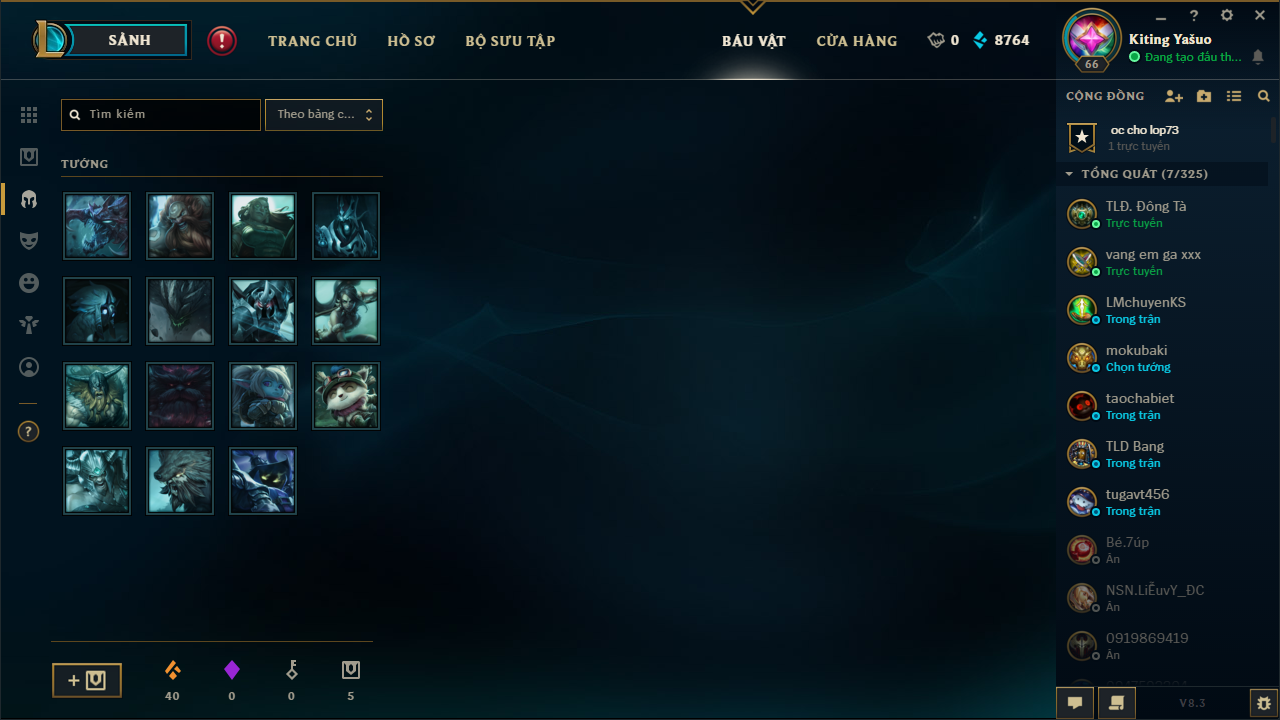 SẢNH
TRANG CHỦ
HỒ SƠ
BỘ SƯU TẬP
BÁU VẬT
CỬA HÀNG
0
8764
66
Kiting Yašuo
Đang tạo đấu th...
Tìm kiếm
Theo bảng c...
TƯỚNG
40
0
0
5
CỘNG ĐỒNG
oc cho lop73
1 trực tuyến
TỔNG QUÁT (7/325)
TLĐ. Đông Tà
Trực tuyến
vang em ga xxx
Trực tuyến
LMchuyenKS
Trong trận
mokubaki
Chọn tướng
taochabiet
Trong trận
TLD Bang
Trong trận
tugavt456
Trong trận
Bé.7úp
Ẩn
NSN.LiỄuvY_ĐC
Ẩn
0919869419
Ẩn
V8.3